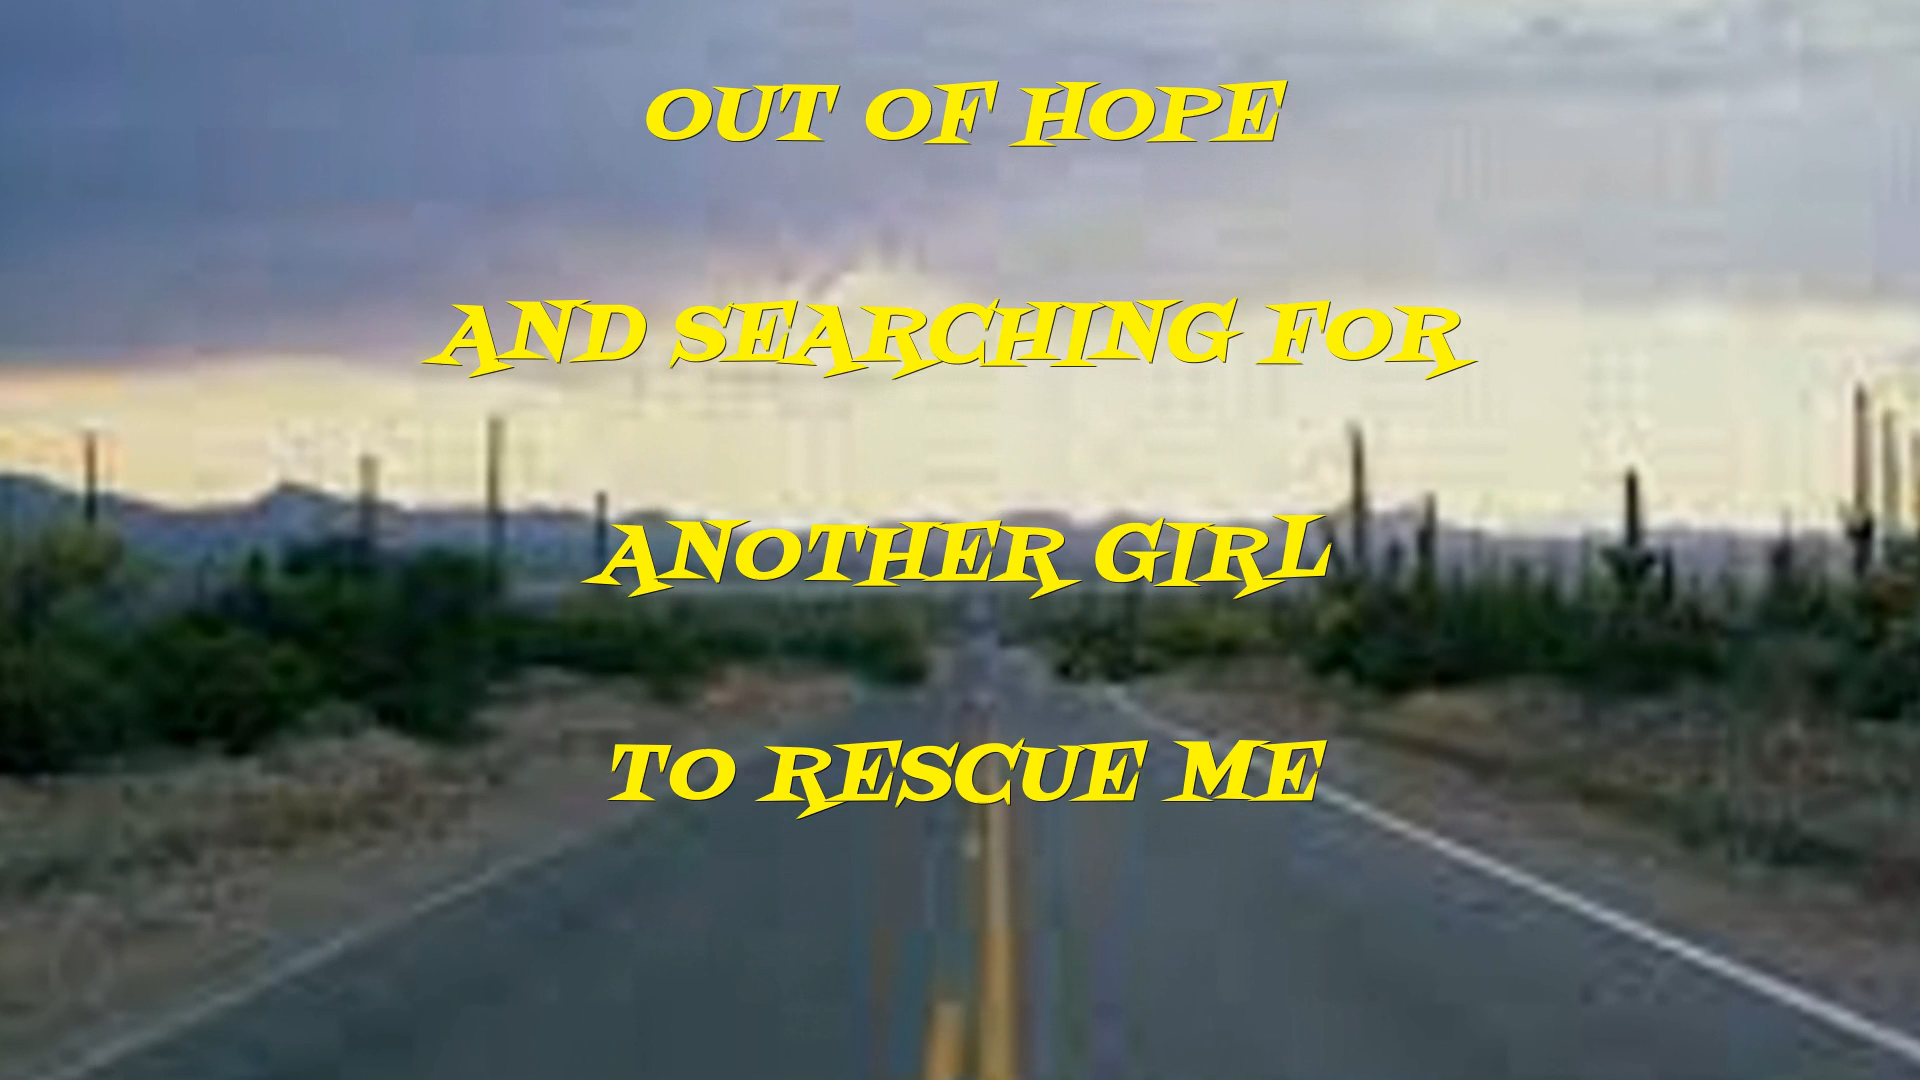 OUT OF HOPE
AND SEARCHING FOR
ANOTHER GIRL
TO RESCUE ME